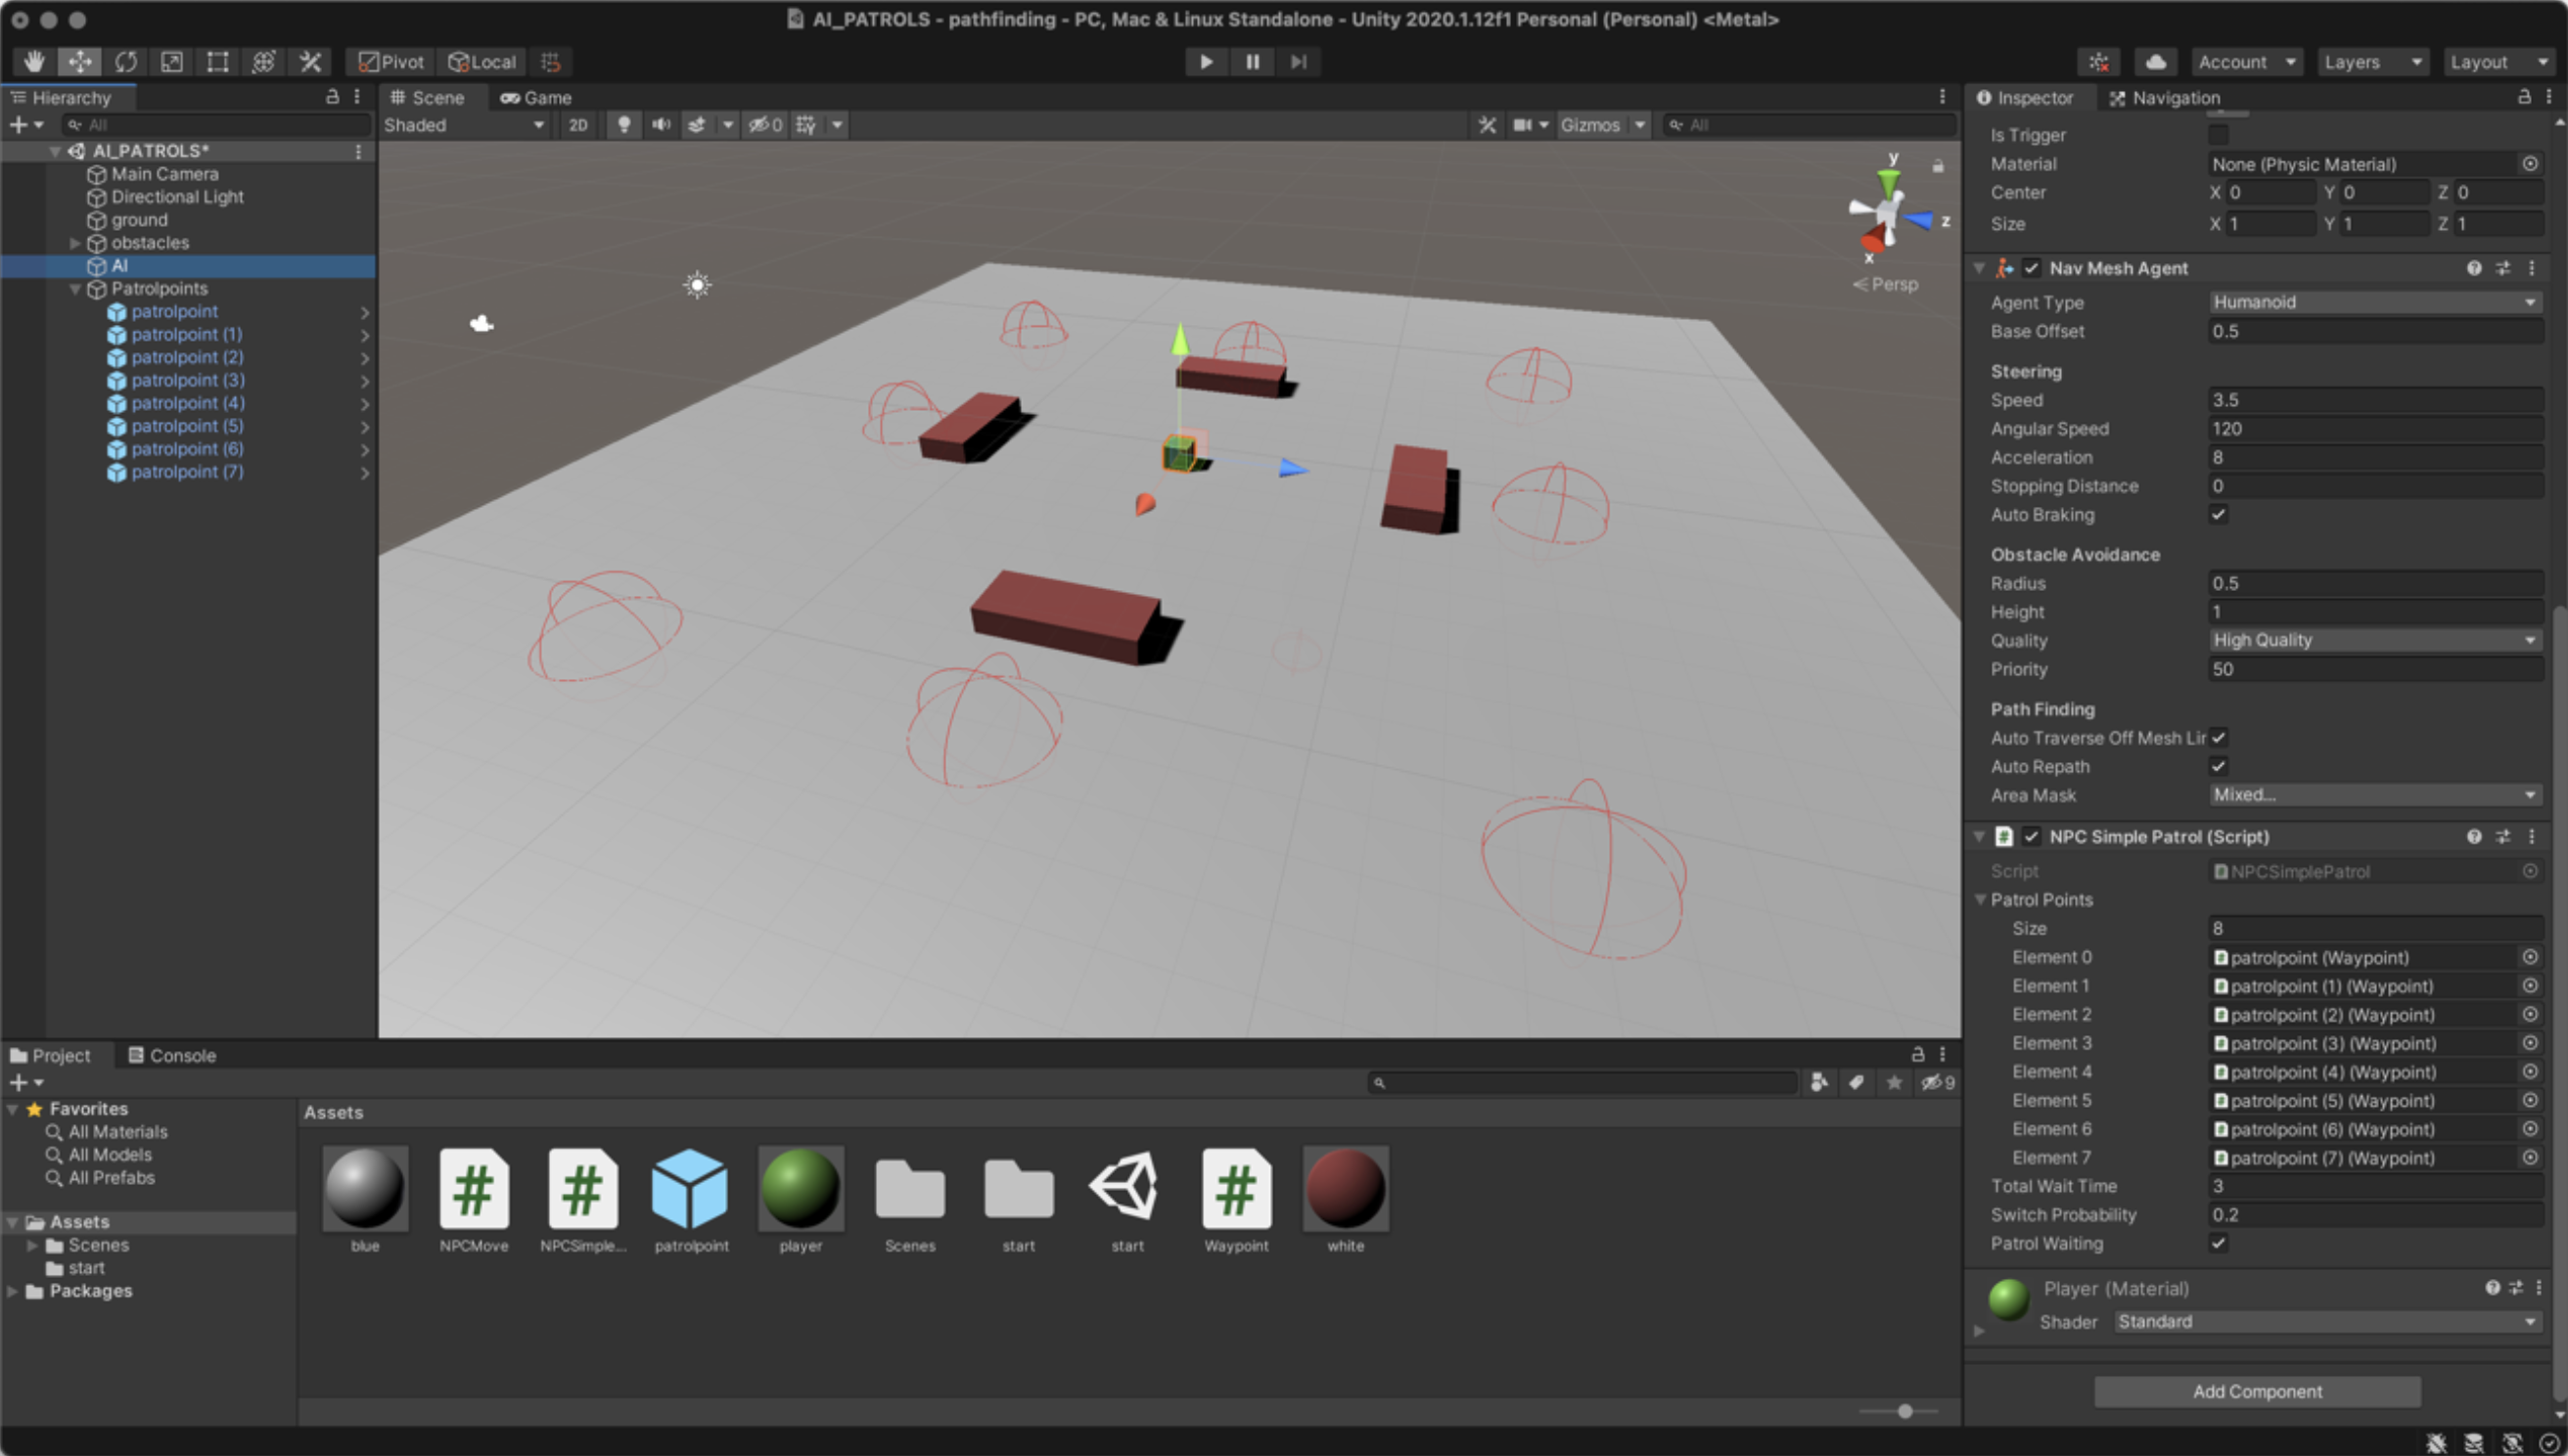 AI_PATROLS - pathfinding - PC, Mac & Linux Standalone - Unity 2020.1.12f1 Personal (Personal) <Metal>
Pivot Local Account Layers Layout
Hierarchy
All
AI_PATROLS*
Main Camera
Directional Light
ground
obstacles
AI
Patrolpoints
patrolpoint
patrolpoint (1)
patrolpoint (2)
patrolpoint (3)
patrolpoint (4)
patrolpoint (5)
patrolpoint (6)
patrolpoint (7)
Scene Game
Shaded 2D 0 Gizmos All
y
z
x
Persp
Inspector Navigation
Is Trigger
Material None (Physic Material)
Center X 0 Y 0 Z 0
Size X 1 Y 1 Z 1
Nav Mesh Agent
Agent Type Humanoid
Base Offset 0.5
Steering
Speed 3.5
Angular Speed 120
Acceleration 8
Stopping Distance 0
Auto Braking
Obstacle Avoidance
Radius 0.5
Height 1
Quality High Quality
Priority 50
Path Finding
Auto Traverse Off Mesh Lir
Auto Repath
Area Mask Mixed...
# NPC Simple Patrol (Script)
Script NPCSimplePatrol
Patrol Points
Size 8
Element 0 patrolpoint (Waypoint)
Element 1 patrolpoint (1) (Waypoint)
Element 2 patrolpoint (2) (Waypoint)
Element 3 patrolpoint (3) (Waypoint)
Element 4 patrolpoint (4) (Waypoint)
Element 5 patrolpoint (5) (Waypoint)
Element 6 patrolpoint (6) (Waypoint)
Element 7 patrolpoint (7) (Waypoint)
Total Wait Time 3
Switch Probability 0.2
Patrol Waiting
Player (Material)
Shader Standard
Add Component
Project Console
9
Favorites
All Materials
All Models
All Prefabs
Assets
Scenes
start
Packages
Assets
# # #
blue NPCMove NPCSimple... patrolpoint player Scenes start start Waypoint white